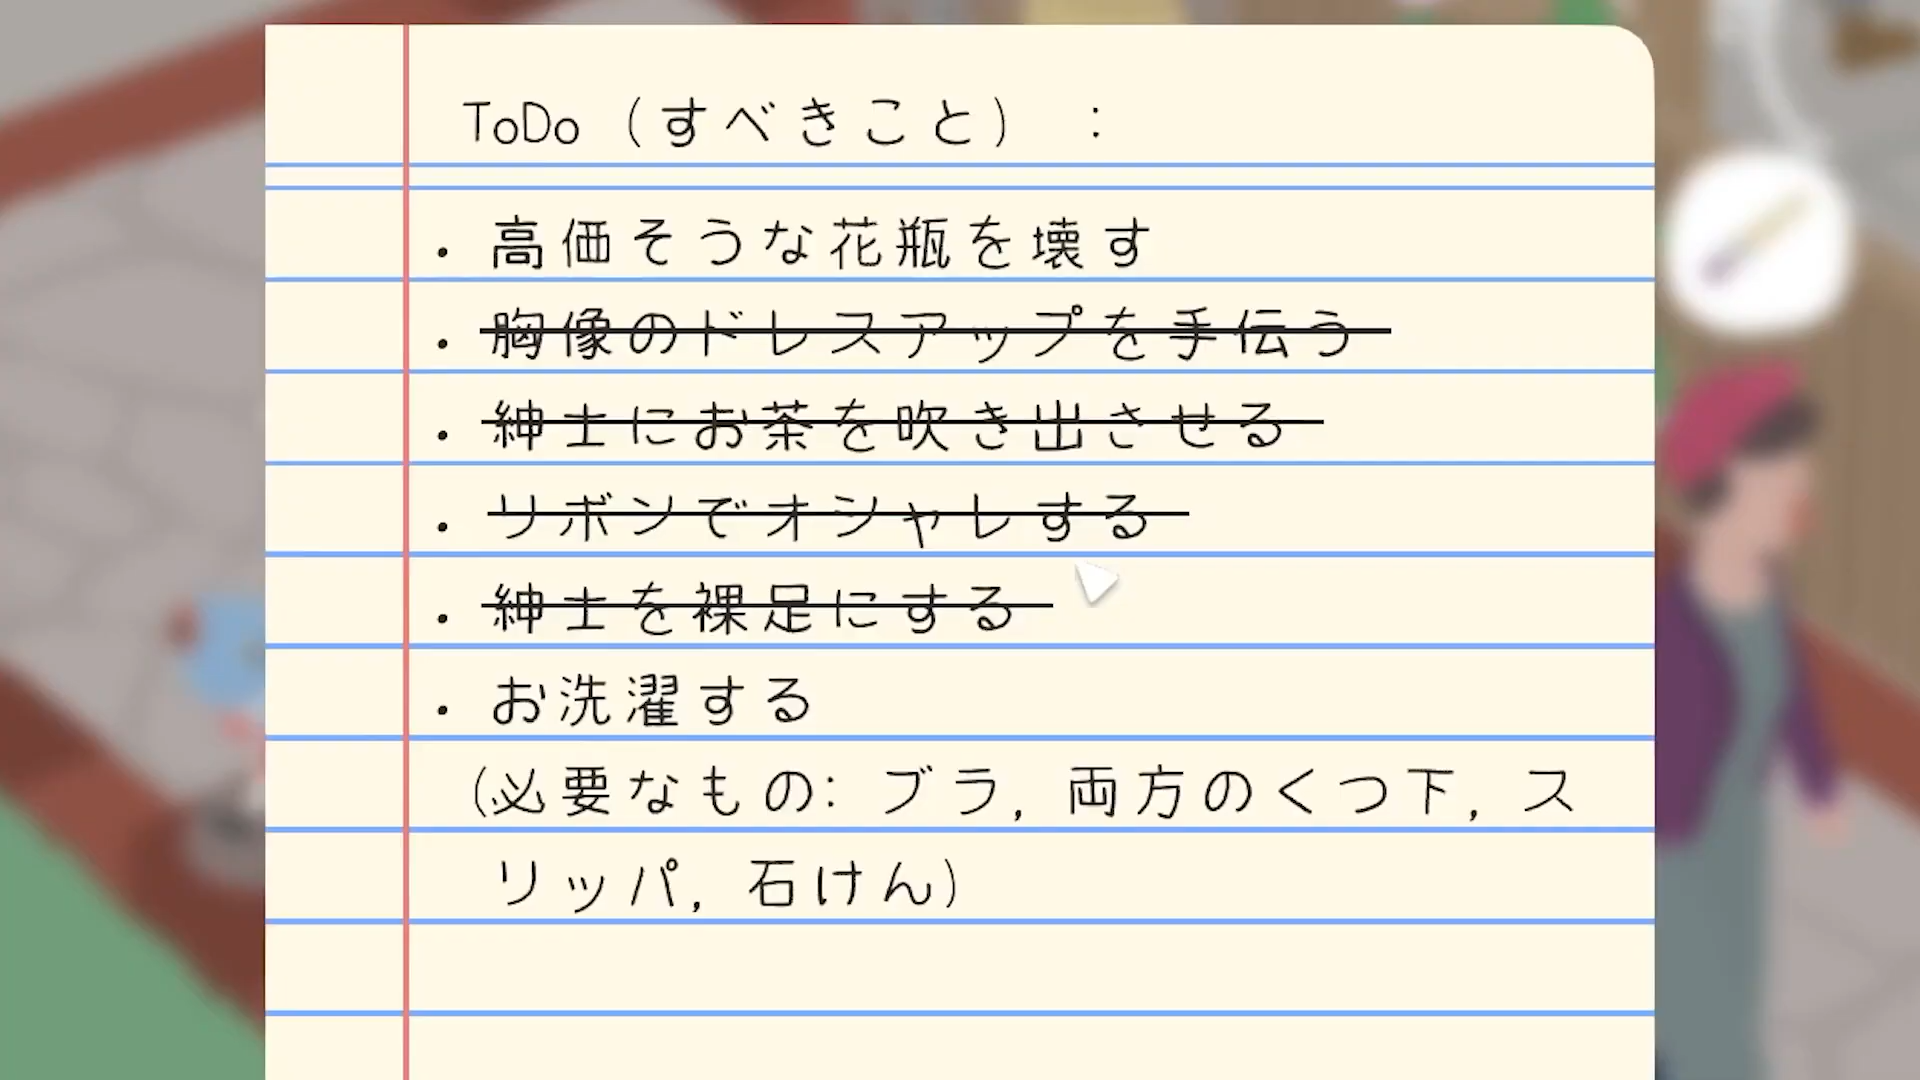 ToDo (すべきこと) :
・高価そうな花瓶を壊す
・胸像のドレスアップを手伝う
・紳士にお茶を吹き出させる
・リボンでオシャレする
・紳士を裸足にする
・お洗濯する
(必要なもの: ブラ, 両方のくつ下, ス
リッパ, 石けん)